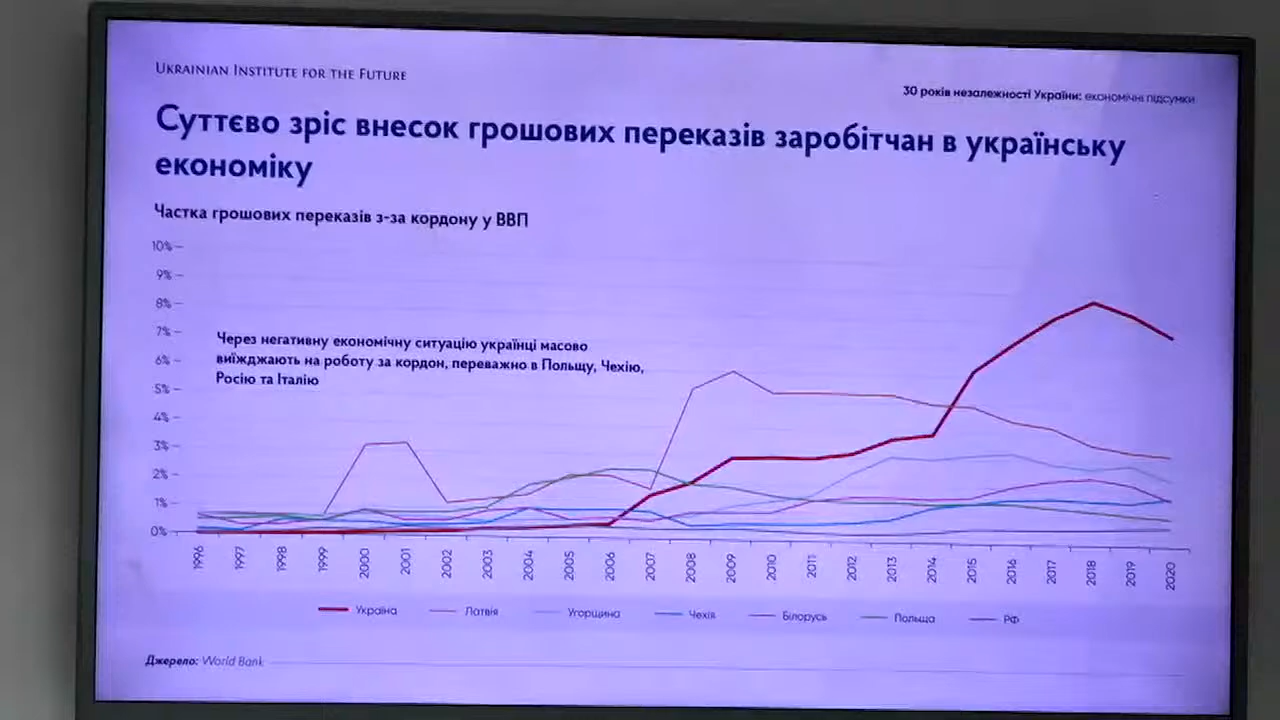 UKRAINIAN INSTITUTE FOR THE FUTURE
30 років незалежності України: економічні підсумки
Суттєво зріс внесок грошових переказів заробітчан в українську
економіку
Частка грошових переказів з-за кордону у ВВП
10%
9%
8%
7%
6%
5%
4%
3%
2%
1%
0%
Через негативну економічну ситуацію українці масово
виїжджають на роботу за кордон, переважно в Польщу, Чехію,
Росію та Італію
1996 1997 1998 1999 2000 2001 2002 2003 2004 2005 2006 2007 2008 2009 2010 2011 2012 2013 2014 2015 2016 2017 2018 2019 2020
Україна Латвія Угорщина Чехія Білорусь Польща РФ
Джерело: World Bank